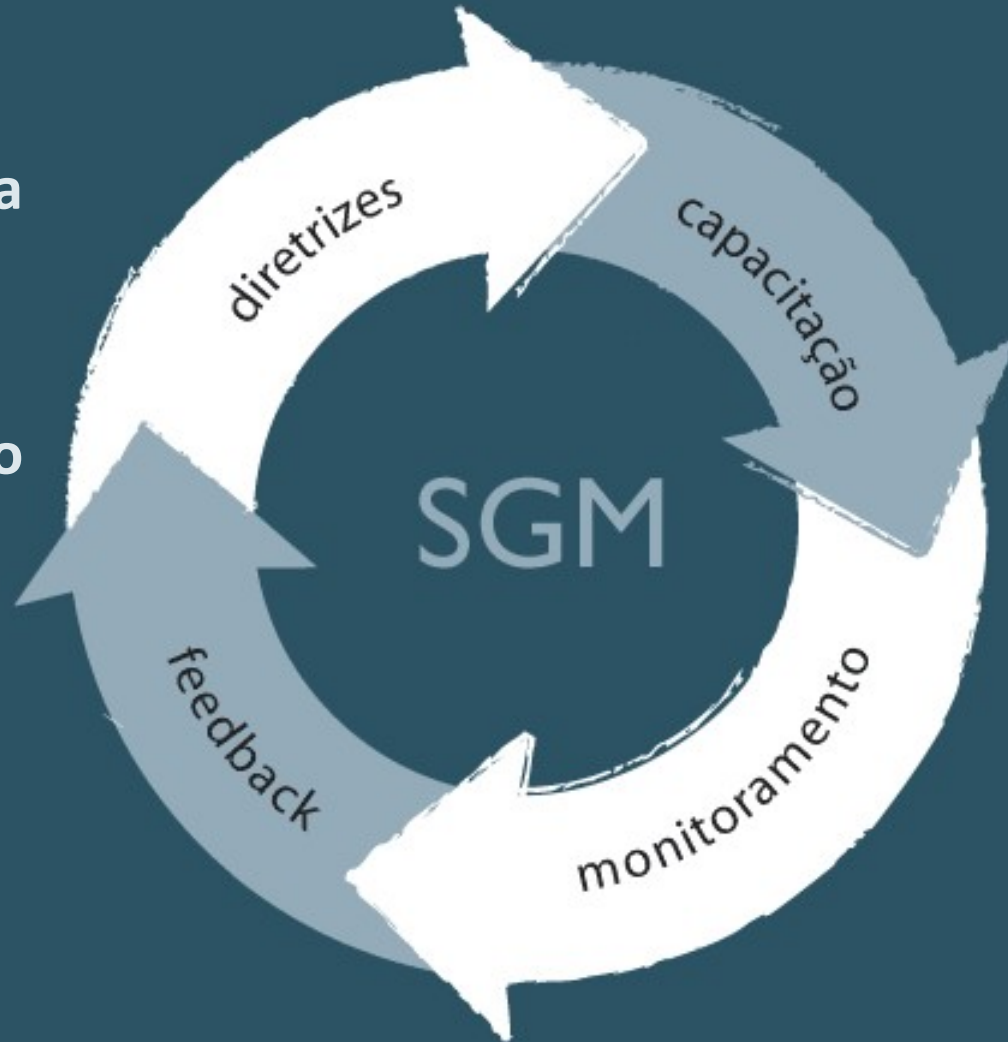 a
diretrizes
capacitação
o
SGM
feedback
monitoramento